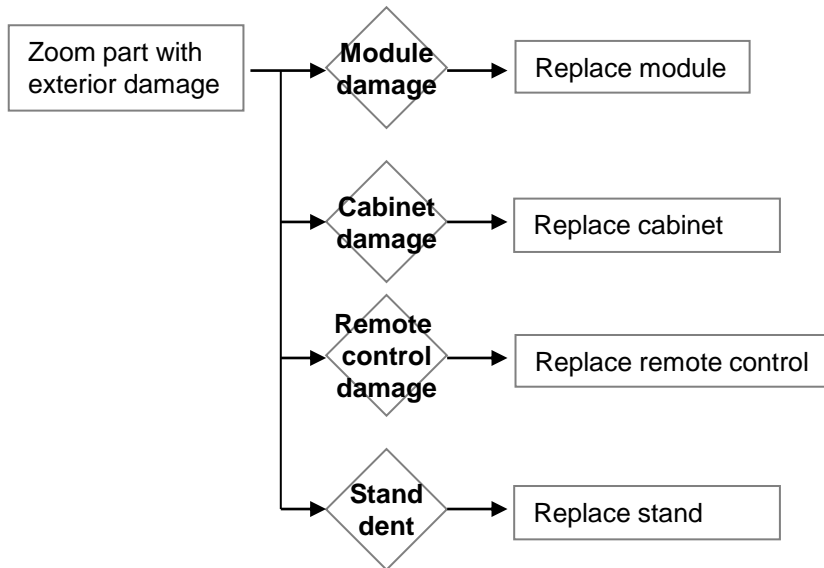 Zoom part with
exterior damage
Module
damage
Replace module
Cabinet
damage
Replace cabinet
Remote
control
damage
Replace remote control
Stand
dent
Replace stand